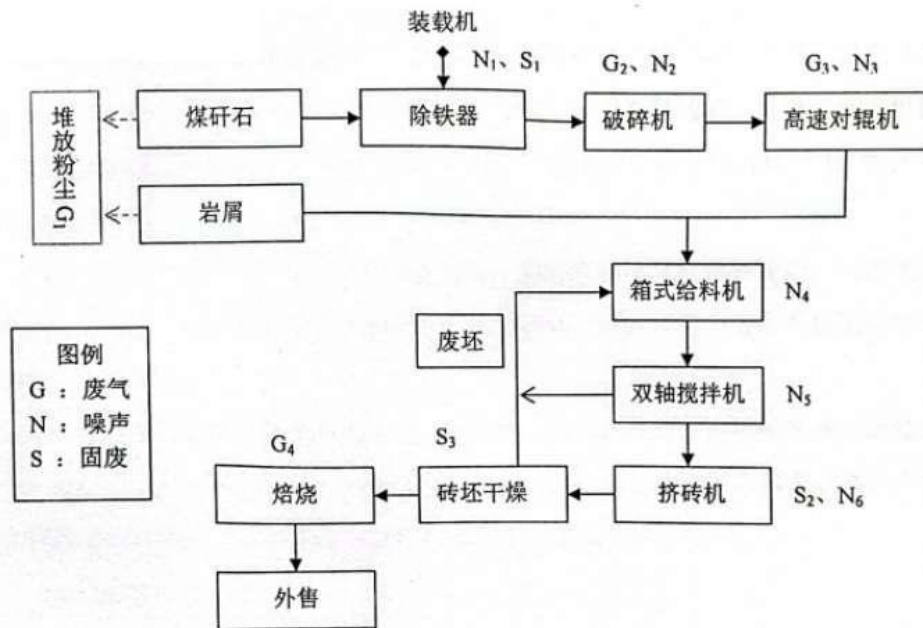 装载机
N₁、S₁
G₂、N₂
G₃、N₃
堆放粉尘G₁
煤矸石
除铁器
破碎机
高速对辊机
岩屑
箱式给料机
N₄
废坯
图例
G：废气
N：噪声
S：固废
双轴搅拌机
N₅
G₄
S₃
焙烧
砖坯干燥
挤砖机
S₂、N₆
外售